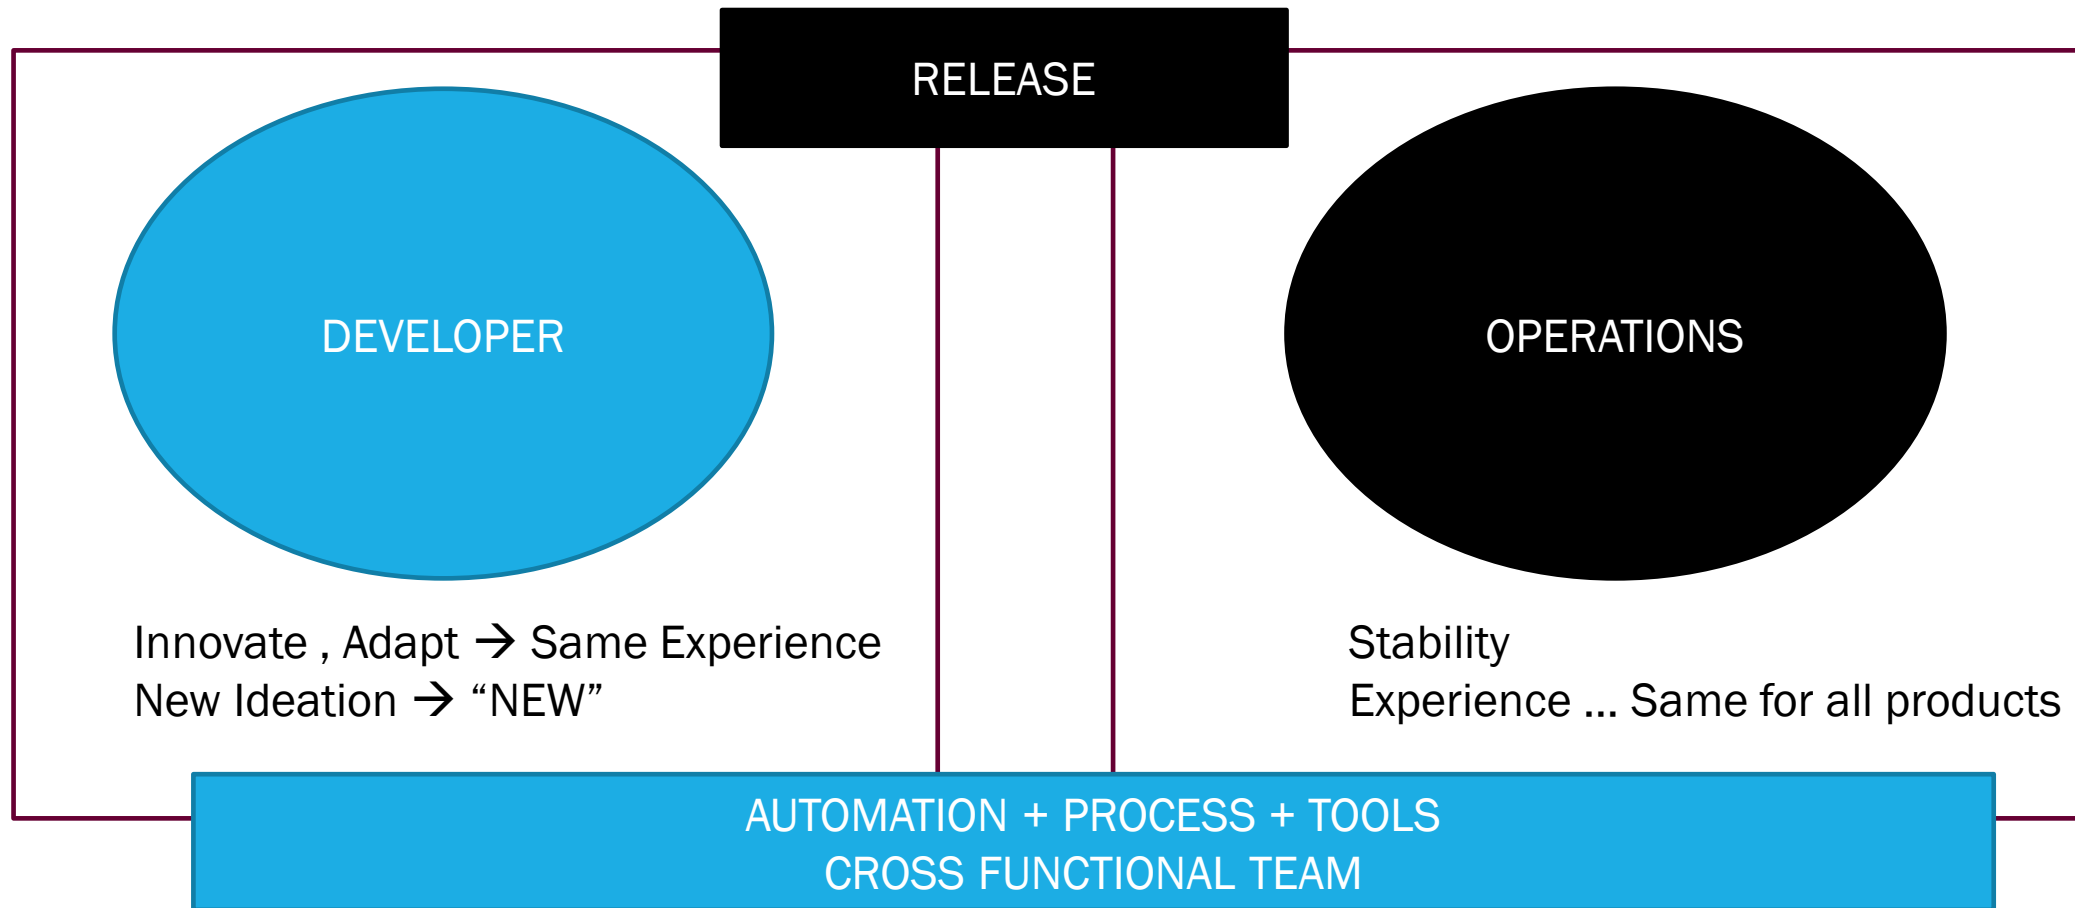 RELEASE
DEVELOPER
OPERATIONS
Innovate , Adapt → Same Experience
New Ideation → “NEW”
Stability
Experience ... Same for all products
AUTOMATION + PROCESS + TOOLS
CROSS FUNCTIONAL TEAM